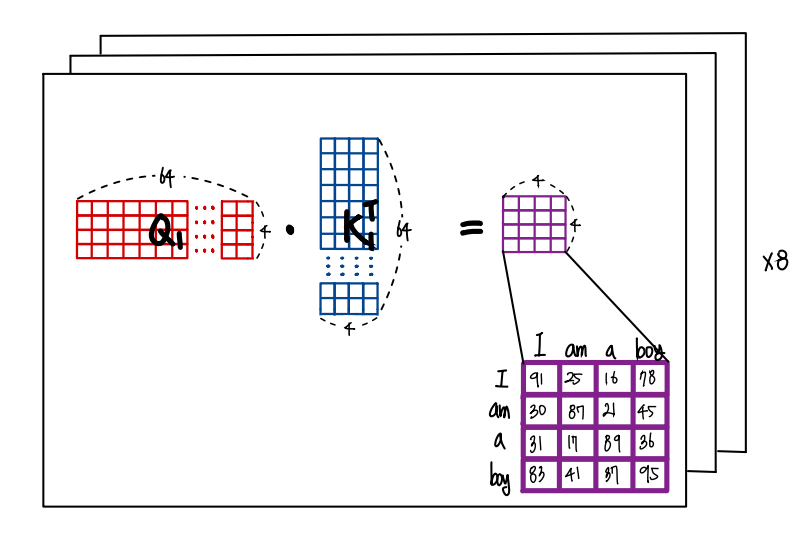 64
Q1
4
·
K1T
64
4
=
4
4
x8
I am a boy
I 91 25 16 78
am 30 87 21 45
a 31 17 89 36
boy 83 41 37 95